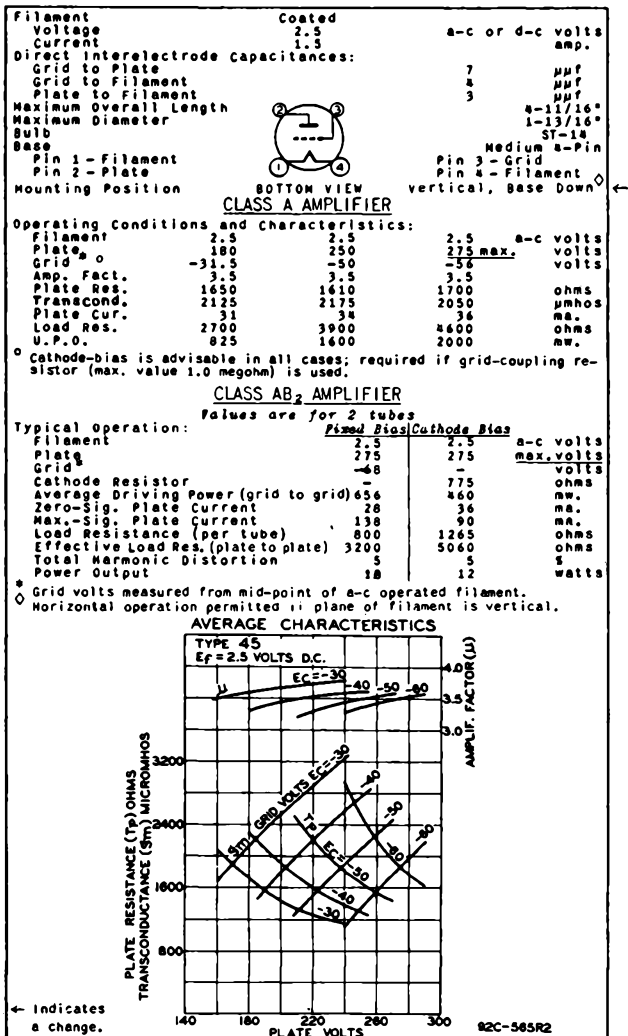 Filament Coated
Voltage 2.5 a-c or d-c volts
Current 1.5 amp.
Direct Interelectrode Capacitances:
Grid to Plate 7 μμf
Grid to Filament 4 μμf
Plate to Filament 3 μμf
Maximum Overall Length 4-11/16"
Maximum Diameter 1-13/16"
Bulb ST-14
Base Medium 4-Pin
2 3
1 4
Pin 1 - Filament Pin 3 - Grid
Pin 2 - Plate Pin 4 - Filament
Mounting Position BOTTOM VIEW vertical, Base Down◊ ←
CLASS A AMPLIFIER
Operating Conditions and Characteristics:
Filament 2.5 2.5 2.5 a-c volts
Plate 180 250 275 max. volts
Grid* ° -31.5 -50 -56 volts
Amp. Fact. 3.5 3.5 3.5
Plate Res. 1650 1610 1700 ohms
Transcond. 2125 2175 2050 μmhos
Plate Cur. 31 34 36 ma.
Load Res. 2700 3900 4600 ohms
U.P.O. 825 1600 2000 mw.
° Cathode-bias is advisable in all cases; required if grid-coupling re-
sistor (max. value 1.0 megohm) is used.
CLASS AB2 AMPLIFIER
Values are for 2 tubes
Typical Operation: Fixed Bias Cathode Bias
Filament 2.5 2.5 a-c volts
Plate 275 275 max. volts
Grid* -68 - volts
Cathode Resistor - 775 ohms
Average Driving Power (grid to grid) 656 460 mw.
Zero-Sig. Plate Current 28 36 ma.
Max.-Sig. Plate Current 138 90 ma.
Load Resistance (per tube) 800 1265 ohms
Effective Load Res. (plate to plate) 3200 5060 ohms
Total Harmonic Distortion 5 5 %
Power Output 18 12 watts
* Grid volts measured from mid-point of a-c operated filament.
◊ Horizontal operation permitted if plane of filament is vertical.
AVERAGE CHARACTERISTICS
TYPE 45
Ef = 2.5 VOLTS D.C.
μ EC=-30 -40 -50 -60
4.0
3.5
3.0
AMPLIF. FACTOR (μ)
PLATE RESISTANCE (rp) OHMS
TRANSCONDUCTANCE (gm) MICROMHOS
3200
2400
1600
800
gm GRID VOLTS EC=-30
-40
-50
-60
rp EC=-50
-60
-40
-30
140 180 220 260 300
PLATE VOLTS
← Indicates
a change.
92C-565R2